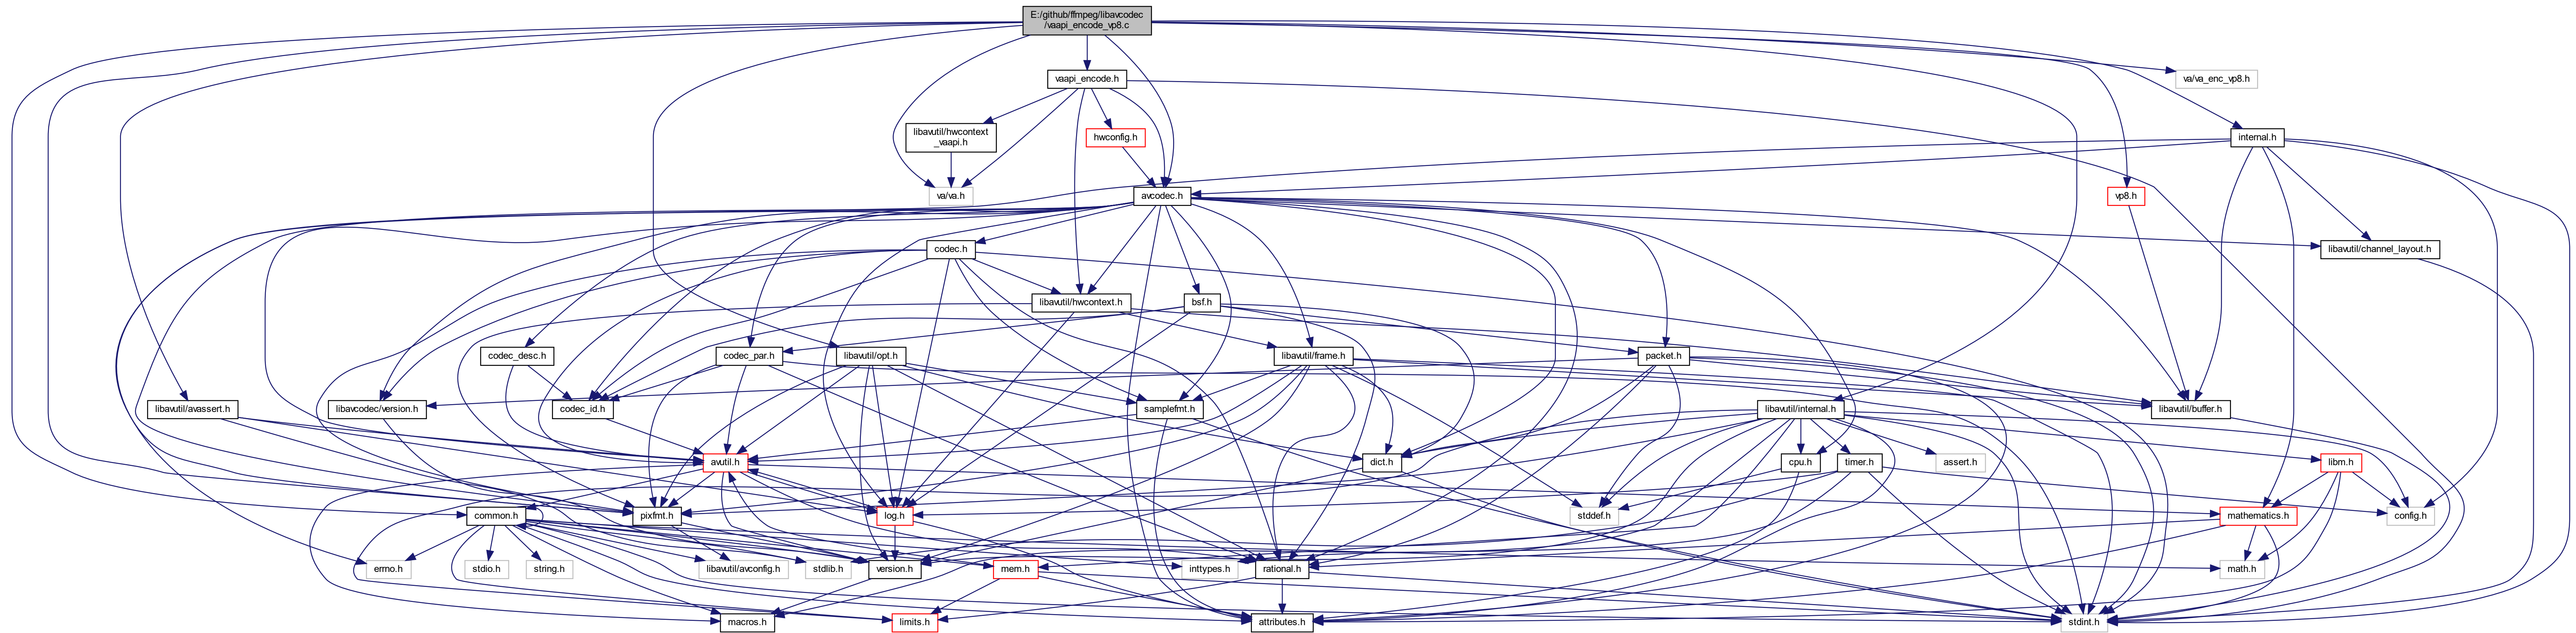 E:/github/ffmpeg/libavcodec
/vaapi_encode_vp8.c
vaapi_encode.h
va/va_enc_vp8.h
libavutil/hwcontext
_vaapi.h
hwconfig.h
internal.h
va/va.h
avcodec.h
vp8.h
codec.h
libavutil/channel_layout.h
libavutil/hwcontext.h
bsf.h
codec_desc.h
codec_par.h
libavutil/opt.h
libavutil/frame.h
packet.h
libavutil/avassert.h
libavcodec/version.h
codec_id.h
samplefmt.h
libavutil/internal.h
libavutil/buffer.h
avutil.h
dict.h
cpu.h
timer.h
assert.h
libm.h
common.h
pixfmt.h
log.h
stddef.h
mathematics.h
config.h
errno.h
stdio.h
string.h
libavutil/avconfig.h
stdlib.h
version.h
mem.h
inttypes.h
rational.h
math.h
macros.h
limits.h
attributes.h
stdint.h